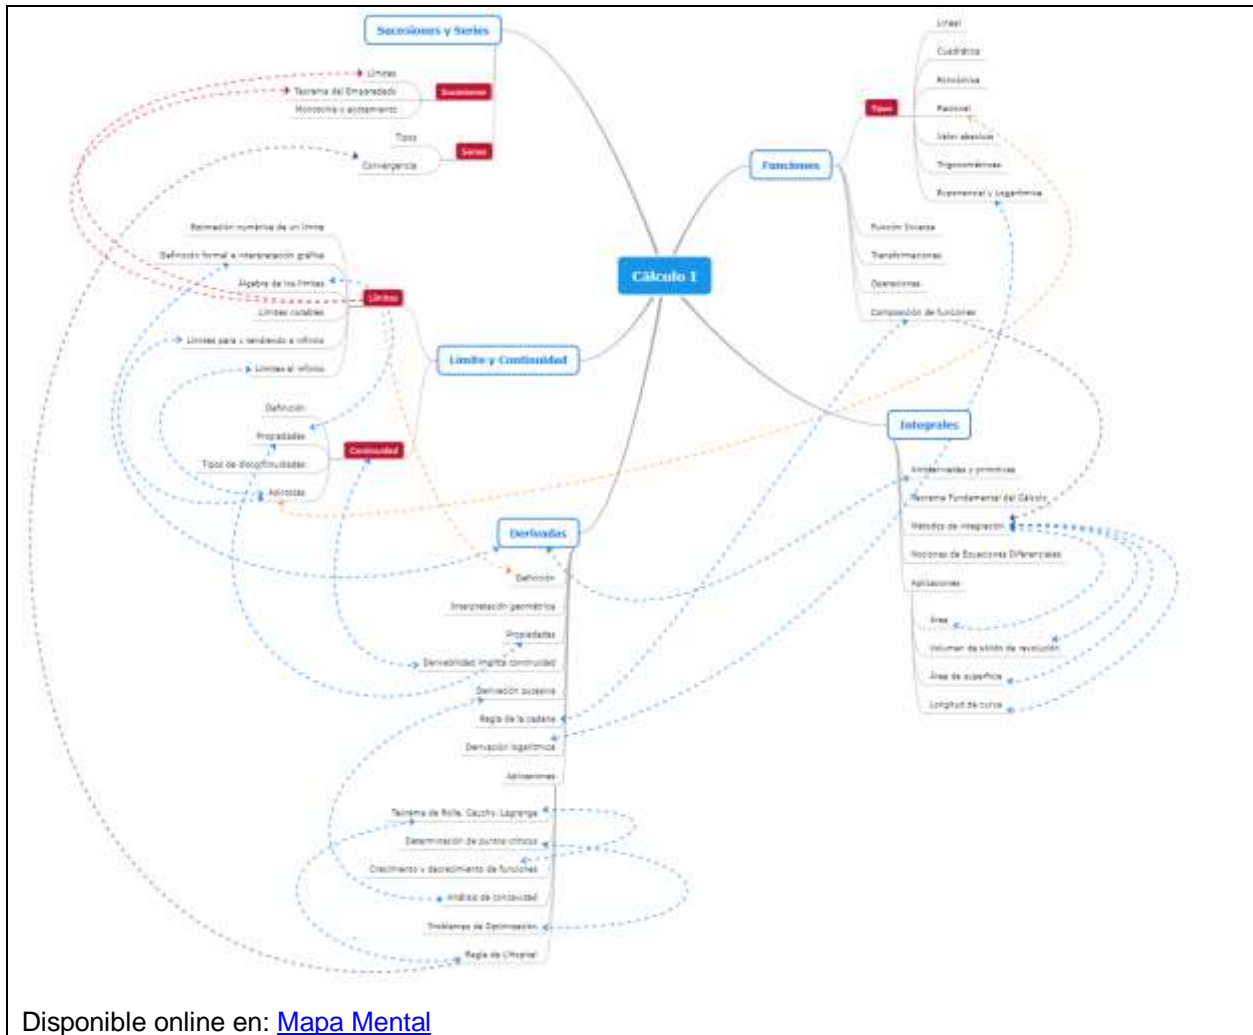 Sucesiones y Series
Sucesiones
Límites
Teorema del Emparedado
Monotonía y acotamiento
Series
Tipos
Convergencia
Cálculo I
Funciones
Tipos
Lineal
Cuadrática
Polinómica
Racional
Valor absoluto
Trigonométricas
Exponencial y Logarítmica
Función Inversa
Transformaciones
Operaciones
Composición de funciones
Límite y Continuidad
Límites
Estimación numérica de un límite
Definición formal e interpretación gráfica
Álgebra de los límites
Límites notables
Límites para x tendiendo a infinito
Límites al infinito
Continuidad
Definición
Propiedades
Tipos de discontinuidades
Asíntotas
Integrales
Antiderivadas y primitivas
Teorema Fundamental del Cálculo
Métodos de integración
Nociones de Ecuaciones Diferenciales
Aplicaciones
Área
Volumen de sólido de revolución
Área de superficie
Longitud de curva
Derivadas
Definición
Interpretación geométrica
Propiedades
Derivabilidad implica continuidad
Derivación sucesiva
Regla de la cadena
Derivación logarítmica
Aplicaciones
Teorema de Rolle, Cauchy, Lagrange
Determinación de puntos críticos
Crecimiento y decrecimiento de funciones
Análisis de concavidad
Problemas de Optimización
Regla de L'Hopital
Disponible online en: Mapa Mental